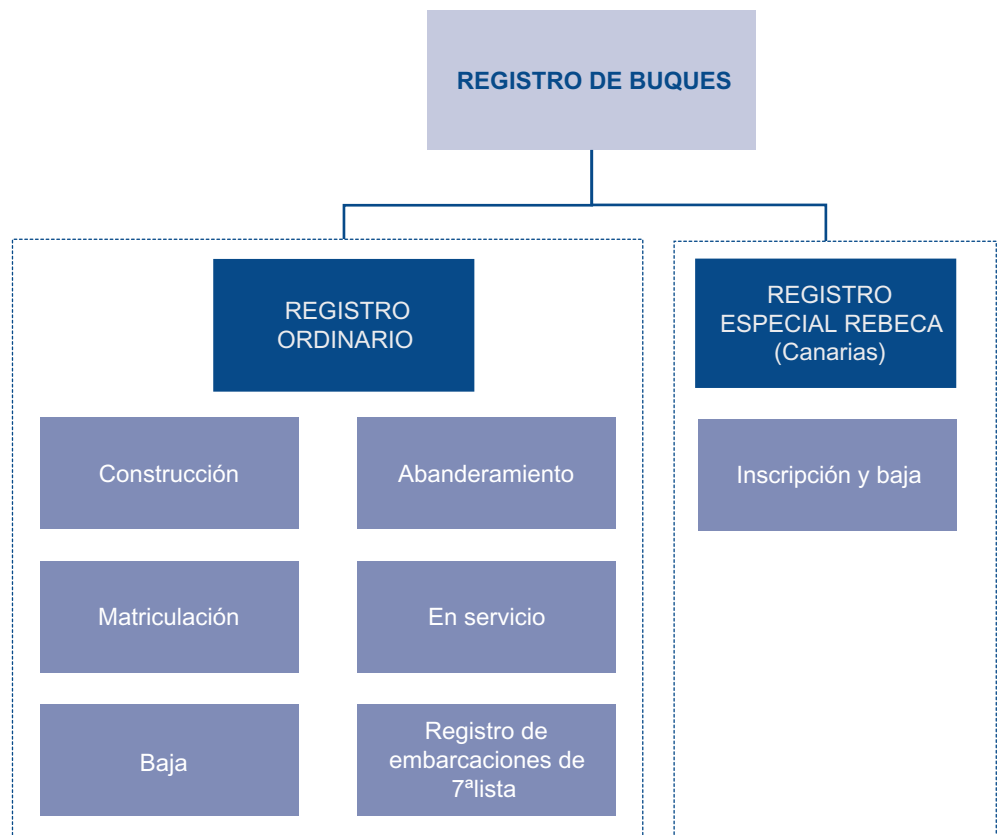 REGISTRO DE BUQUES
REGISTRO
ORDINARIO
Construcción
Abanderamiento
Matriculación
En servicio
Baja
Registro de
embarcaciones de
7ªlista
REGISTRO
ESPECIAL REBECA
(Canarias)
Inscripción y baja